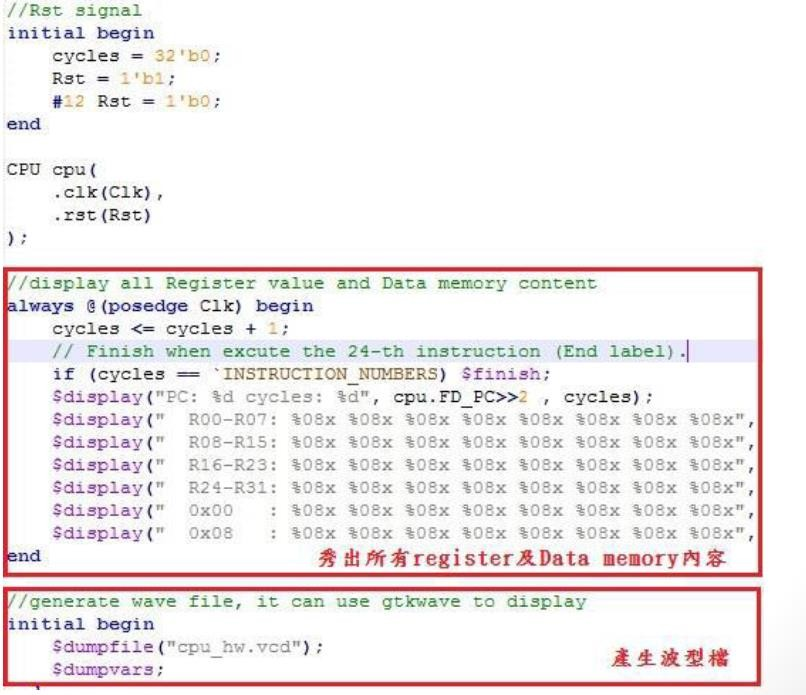 //Rst signal
initial begin
    cycles = 32'b0;
    Rst = 1'b1;
    #12 Rst = 1'b0;
end

CPU cpu(
    .clk(Clk),
    .rst(Rst)
);

//display all Register value and Data memory content
always @(posedge Clk) begin
    cycles <= cycles + 1;
    // Finish when excute the 24-th instruction (End label).
    if (cycles == `INSTRUCTION_NUMBERS) $finish;
    $display("PC: %d cycles: %d", cpu.FD_PC>>2 , cycles);
    $display("  R00-R07: %08x %08x %08x %08x %08x %08x %08x %08x",
    $display("  R08-R15: %08x %08x %08x %08x %08x %08x %08x %08x",
    $display("  R16-R23: %08x %08x %08x %08x %08x %08x %08x %08x",
    $display("  R24-R31: %08x %08x %08x %08x %08x %08x %08x %08x",
    $display("  0x00   : %08x %08x %08x %08x %08x %08x %08x %08x",
    $display("  0x08   : %08x %08x %08x %08x %08x %08x %08x %08x",
end
秀出所有register及Data memory內容
//generate wave file, it can use gtkwave to display
initial begin
    $dumpfile("cpu_hw.vcd");
    $dumpvars;
產生波型檔